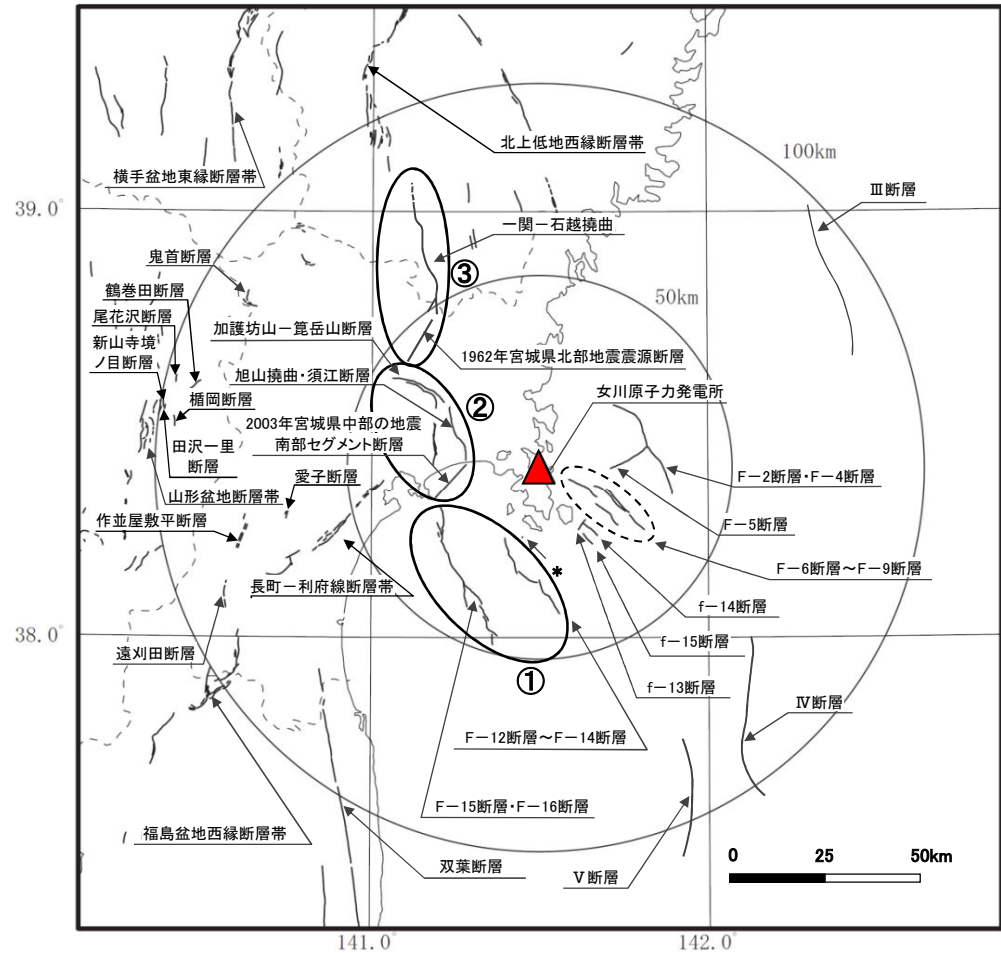 北上低地西縁断層帯
100km
横手盆地東縁断層帯
Ⅲ断層
39.0°
一関－石越撓曲
鬼首断層
③
鶴巻田断層
50km
尾花沢断層
加護坊山－箟岳山断層
新山寺境
ノ目断層
1962年宮城県北部地震震源断層
旭山撓曲・須江断層
女川原子力発電所
楯岡断層
②
2003年宮城県中部の地震
南部セグメント断層
田沢一里
断層
F－2断層・F－4断層
愛子断層
山形盆地断層帯
F－5断層
作並屋敷平断層
F－6断層～F－9断層
*
長町－利府線断層帯
f－14断層
38.0°
f－15断層
遠刈田断層
①
f－13断層
Ⅳ断層
F－12断層～F－14断層
F－15断層・F－16断層
福島盆地西縁断層帯
双葉断層
Ⅴ断層
0 25 50km
141.0° 142.0°